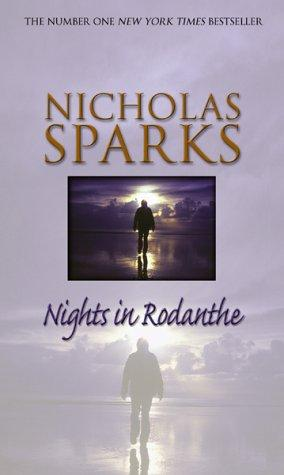 THE NUMBER ONE NEW YORK TIMES BESTSELLER
NICHOLAS
SPARKS
Nights in Rodanthe